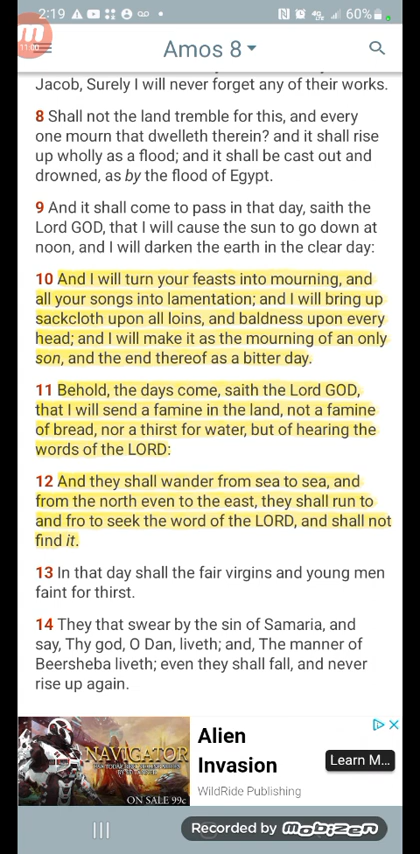 2:19
4G
60%
11:00
Amos 8
Jacob, Surely I will never forget any of their works.
8 Shall not the land tremble for this, and every
one mourn that dwelleth therein? and it shall rise
up wholly as a flood; and it shall be cast out and
drowned, as by the flood of Egypt.
9 And it shall come to pass in that day, saith the
Lord GOD, that I will cause the sun to go down at
noon, and I will darken the earth in the clear day:
10 And I will turn your feasts into mourning, and
all your songs into lamentation; and I will bring up
sackcloth upon all loins, and baldness upon every
head; and I will make it as the mourning of an only
son, and the end thereof as a bitter day.
11 Behold, the days come, saith the Lord GOD,
that I will send a famine in the land, not a famine
of bread, nor a thirst for water, but of hearing the
words of the LORD:
12 And they shall wander from sea to sea, and
from the north even to the east, they shall run to
and fro to seek the word of the LORD, and shall not
find it.
13 In that day shall the fair virgins and young men
faint for thirst.
14 They that swear by the sin of Samaria, and
say, Thy god, O Dan, liveth; and, The manner of
Beersheba liveth; even they shall fall, and never
rise up again.
NAVIGATOR
ON SALE 99c
Alien
Invasion
WildRide Publishing
Learn M...
Recorded by mobizen